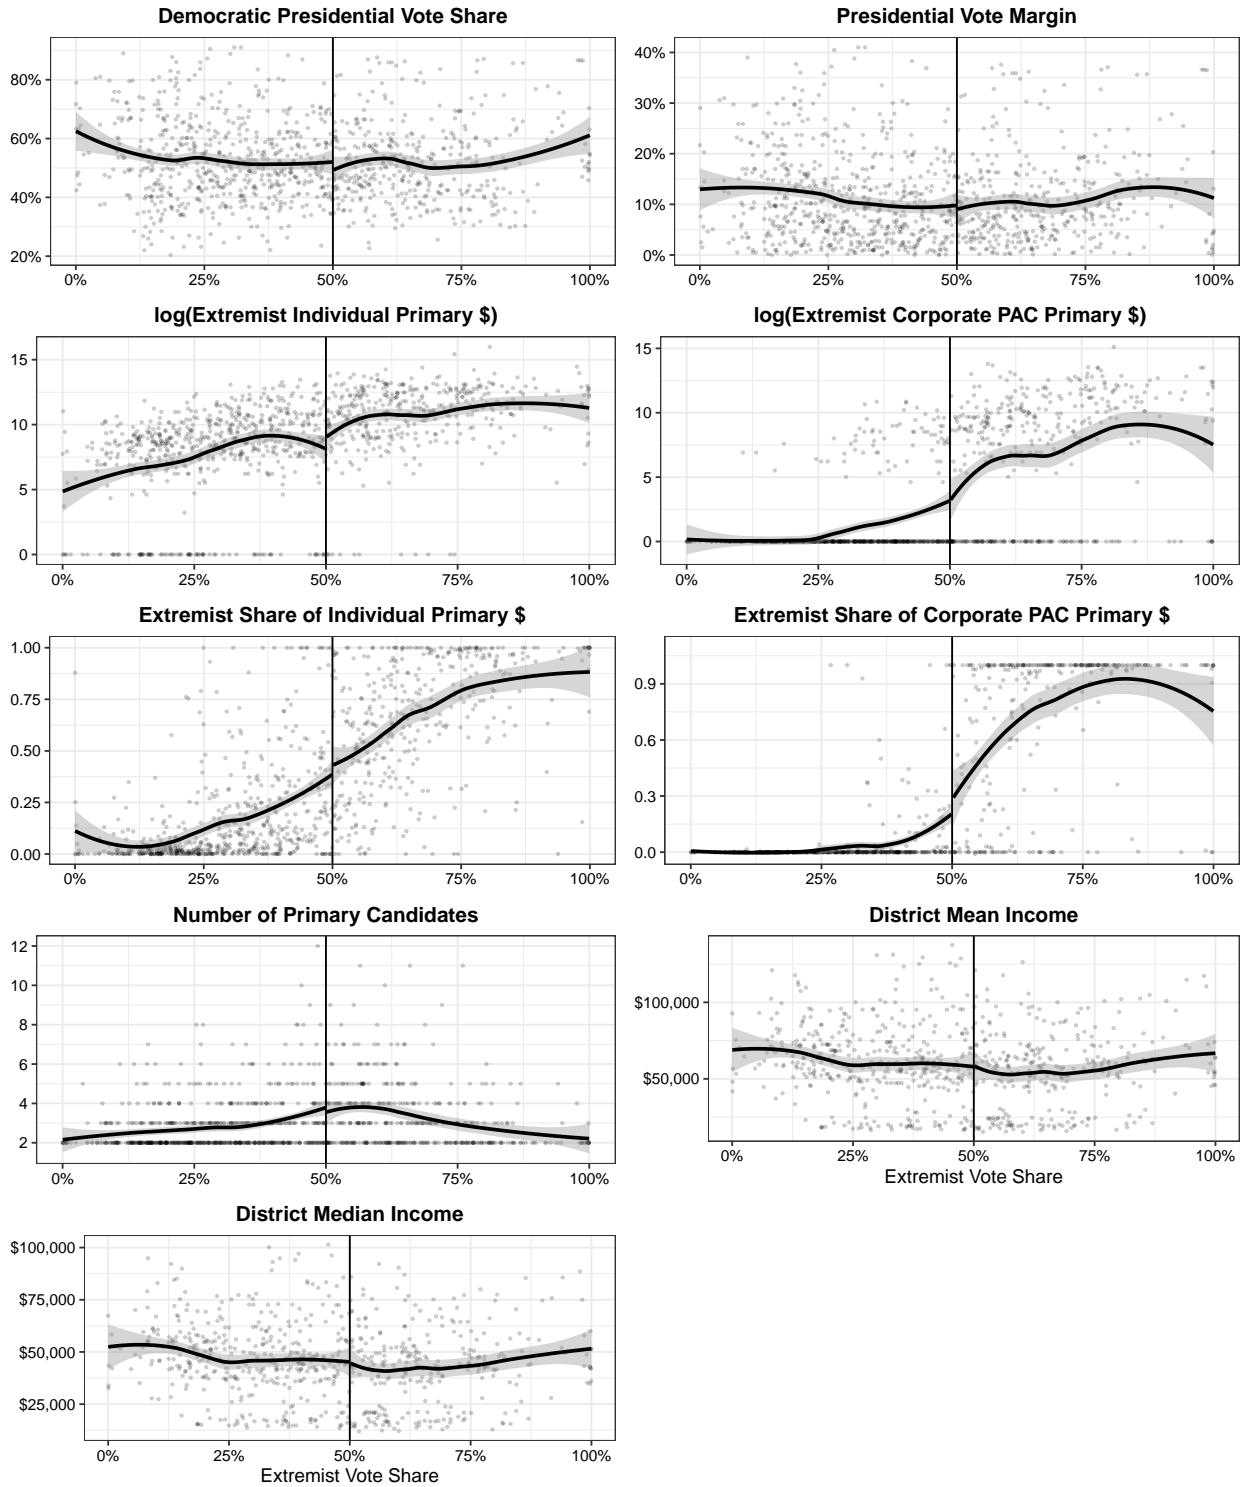 Democratic Presidential Vote Share
80%
60%
40%
20%
0% 25% 50% 75% 100%
Presidential Vote Margin
40%
30%
20%
10%
0%
0% 25% 50% 75% 100%
log(Extremist Individual Primary $)
15
10
5
0
0% 25% 50% 75% 100%
log(Extremist Corporate PAC Primary $)
15
10
5
0
0% 25% 50% 75% 100%
Extremist Share of Individual Primary $
1.00
0.75
0.50
0.25
0.00
0% 25% 50% 75% 100%
Extremist Share of Corporate PAC Primary $
0.9
0.6
0.3
0.0
0% 25% 50% 75% 100%
Number of Primary Candidates
12
10
8
6
4
2
0% 25% 50% 75% 100%
District Mean Income
$100,000
$50,000
0% 25% 50% 75% 100%
Extremist Vote Share
District Median Income
$100,000
$75,000
$50,000
$25,000
0% 25% 50% 75% 100%
Extremist Vote Share